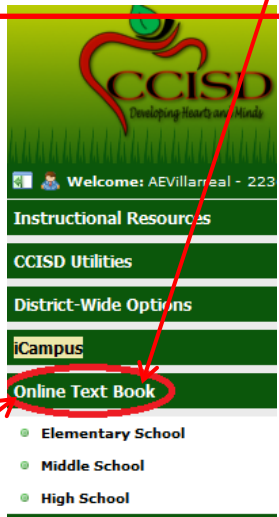 CCISD
Developing Hearts and Minds
Welcome: AEVillarreal - 223
Instructional Resources
CCISD Utilities
District-Wide Options
iCampus
Online Text Book
Elementary School
Middle School
High School